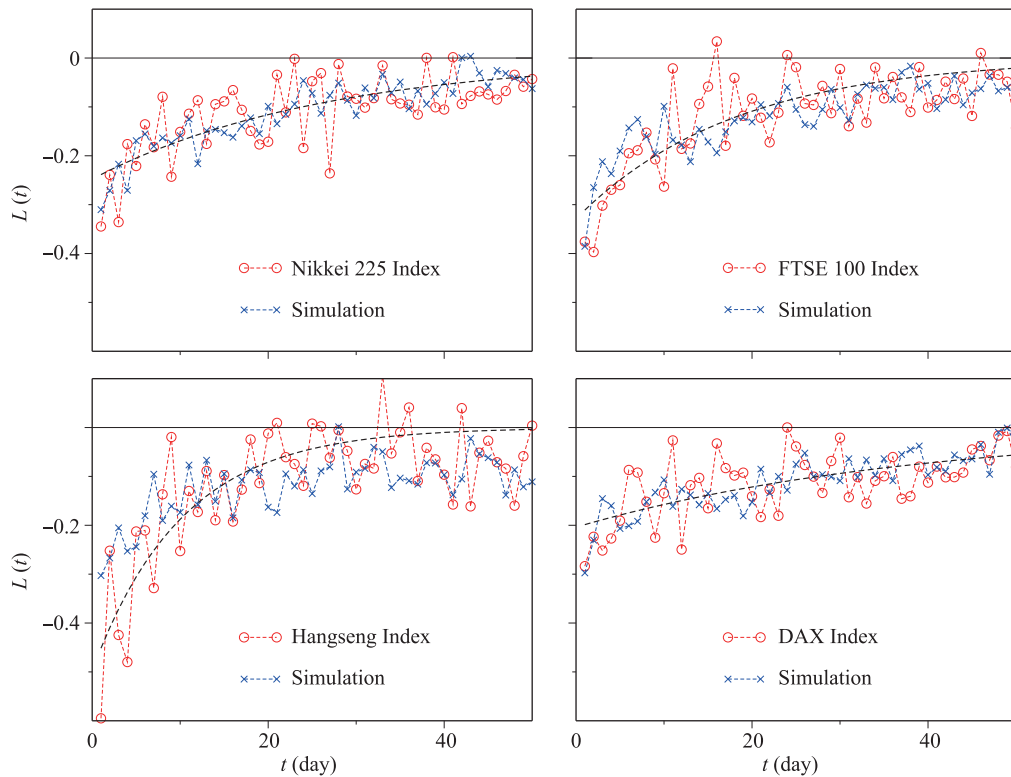 0
−0.2
−0.4
L (t)
Nikkei 225 Index
Simulation
FTSE 100 Index
Simulation
−0.2
−0.4
L (t)
Hangseng Index
Simulation
DAX Index
Simulation
0
20
40
20
40
t (day)
t (day)